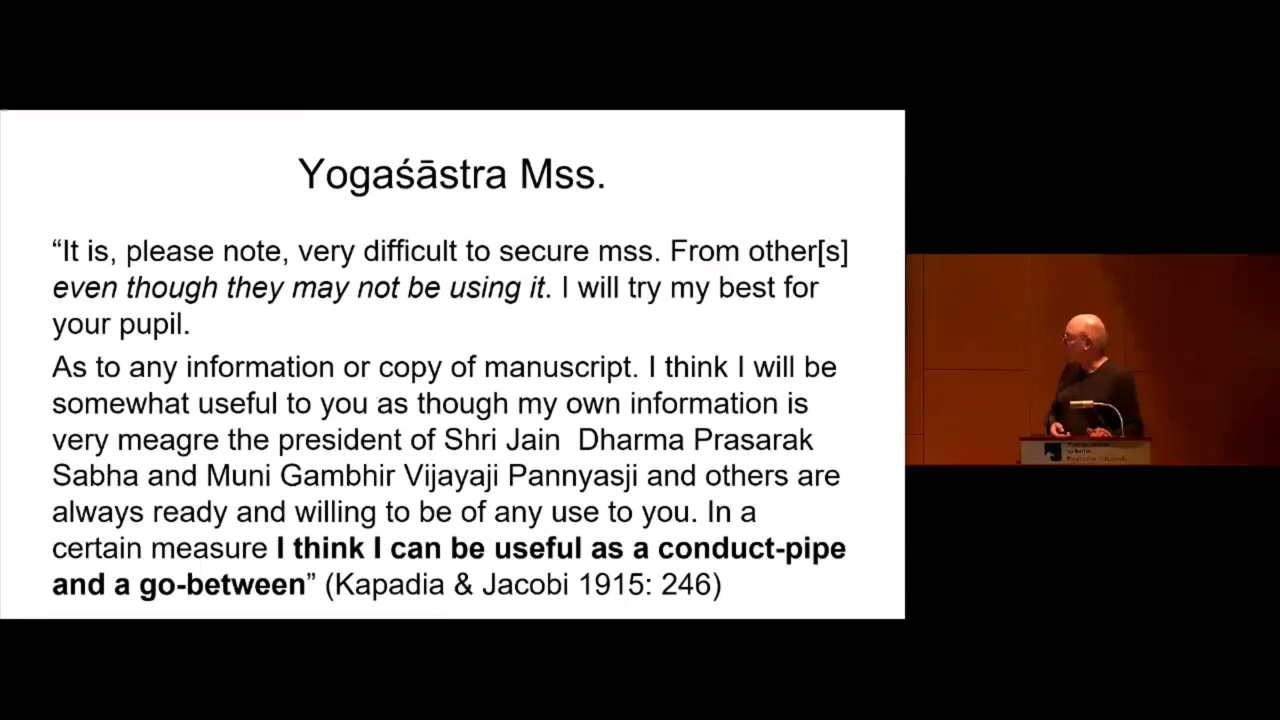 Yogaśāstra Mss.
“It is, please note, very difficult to secure mss. From other[s]
even though they may not be using it. I will try my best for
your pupil.
As to any information or copy of manuscript. I think I will be
somewhat useful to you as though my own information is
very meagre the president of Shri Jain  Dharma Prasarak
Sabha and Muni Gambhir Vijayaji Pannyasji and others are
always ready and willing to be of any use to you. In a
certain measure I think I can be useful as a conduct-pipe
and a go-between” (Kapadia & Jacobi 1915: 246)